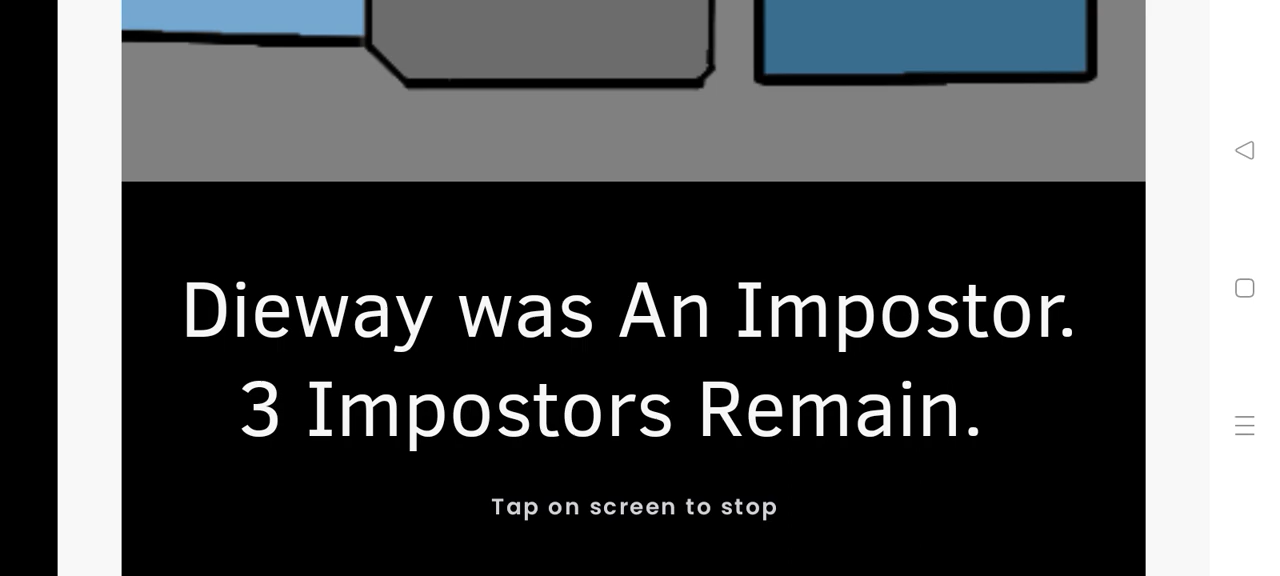 Dieway was An Impostor.
3 Impostors Remain.
Tap on screen to stop